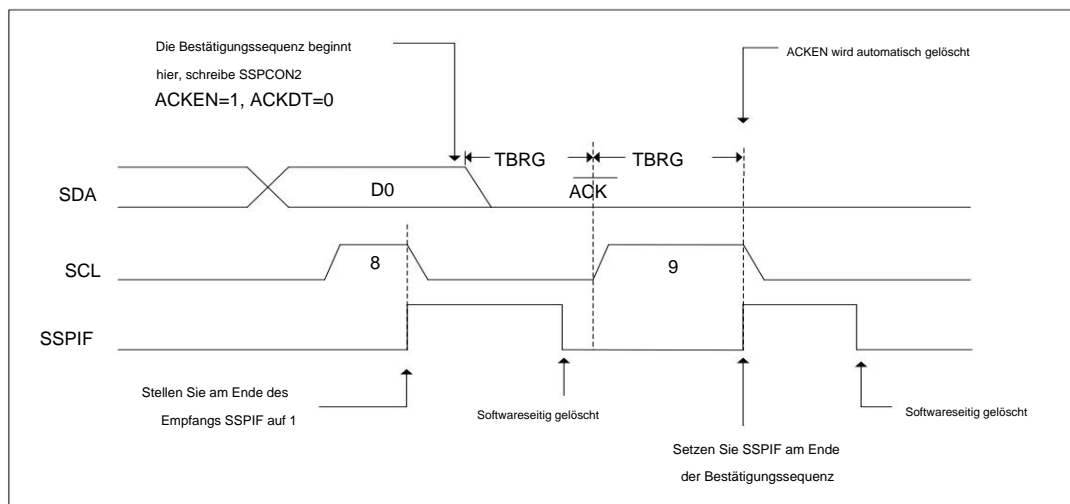 Die Bestätigungssequenz beginnt
hier, schreibe SSPCON2
ACKEN=1, ACKDT=0
ACKEN wird automatisch gelöscht
TBRG
TBRG
SDA
D0
ACK
SCL
8
9
SSPIF
Stellen Sie am Ende des
Empfangs SSPIF auf 1
Softwareseitig gelöscht
Softwareseitig gelöscht
Setzen Sie SSPIF am Ende
der Bestätigungssequenz